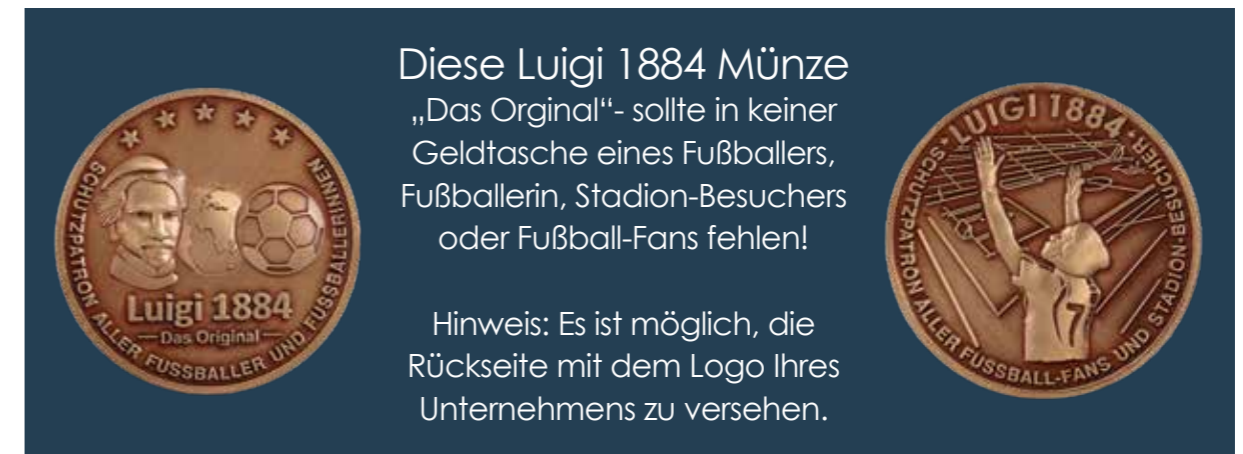 Diese Luigi 1884 Münze
„Das Orginal“- sollte in keiner
Geldtasche eines Fußballers,
Fußballerin, Stadion-Besuchers
oder Fußball-Fans fehlen!
Hinweis: Es ist möglich, die
Rückseite mit dem Logo Ihres
Unternehmens zu versehen.
SCHUTZPATRON ALLER FUSSBALLER UND FUSSBALLERINNEN
Luigi 1884
Das Original
·LUIGI 1884·
SCHUTZPATRON ALLER FUSSBALL-FANS UND STADION-BESUCHER
7